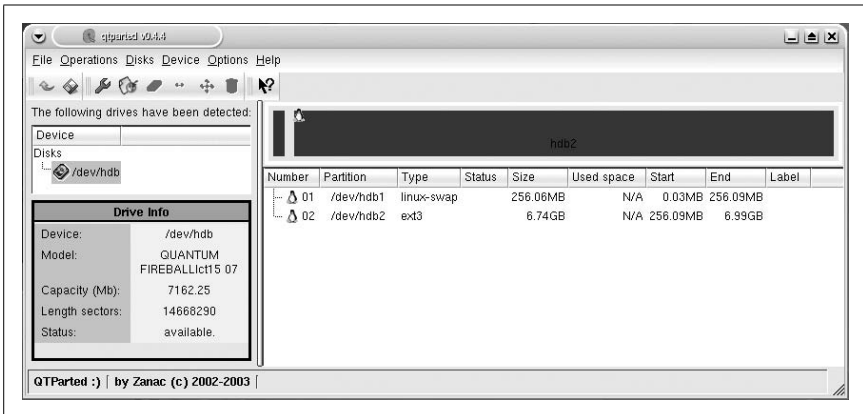 qtparted v0.4.4
File Operations Disks Device Options Help
The following drives have been detected:
Device
Disks
/dev/hdb
Drive Info
Device: /dev/hdb
Model: QUANTUM
FIREBALLlct15 07
Capacity (Mb): 7162.25
Length sectors: 14668290
Status: available.
hdb2
Number Partition Type Status Size Used space Start End Label
01 /dev/hdb1 linux-swap 256.06MB N/A 0.03MB 256.09MB
02 /dev/hdb2 ext3 6.74GB N/A 256.09MB 6.99GB
QTParted :) by Zanac (c) 2002-2003